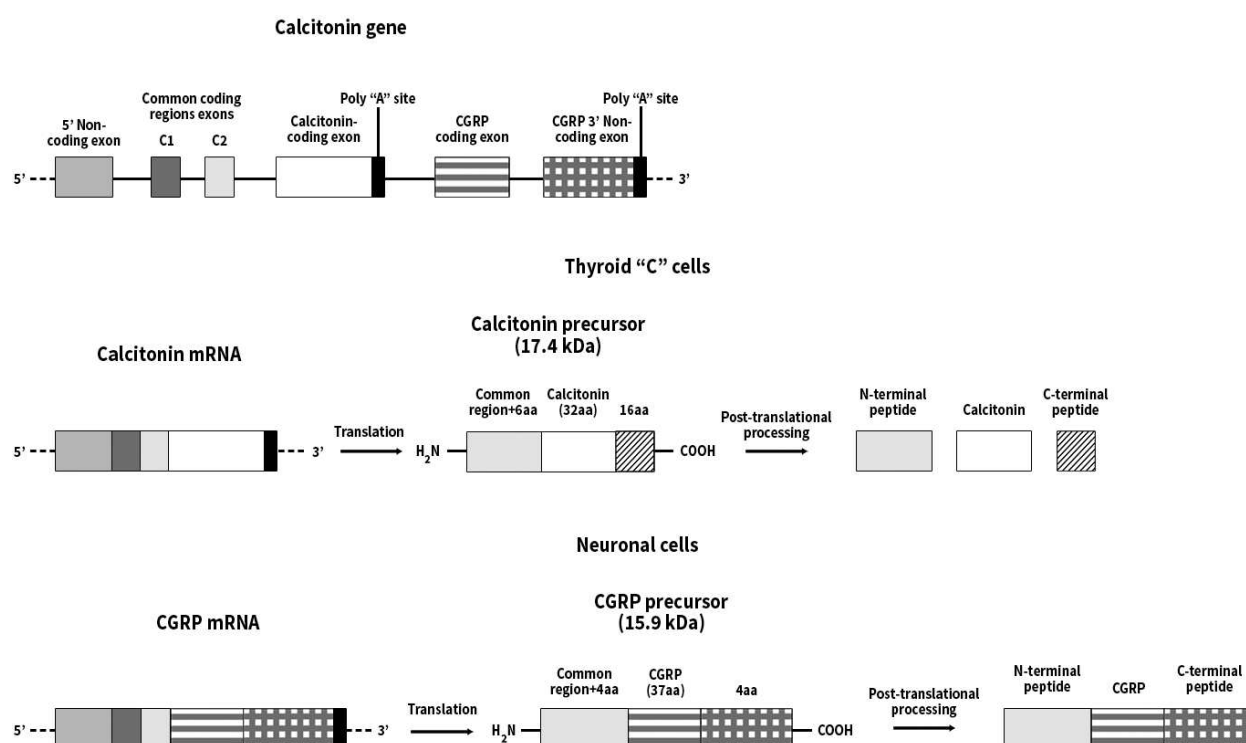 Calcitonin gene
Common coding
regions exons
Poly “A” site
Poly “A” site
5’ Non-
coding exon
C1
C2
Calcitonin-
coding exon
CGRP
coding exon
CGRP 3’ Non-
coding exon
5’
3’
Thyroid “C” cells
Calcitonin mRNA
Calcitonin precursor
(17.4 kDa)
Common
region+6aa
Calcitonin
(32aa)
16aa
N-terminal
peptide
Calcitonin
C-terminal
peptide
5’
3’
Translation
H2N
COOH
Post-translational
processing
Neuronal cells
CGRP mRNA
CGRP precursor
(15.9 kDa)
Common
region+4aa
CGRP
(37aa)
4aa
N-terminal
peptide
CGRP
C-terminal
peptide
5’
3’
Translation
H2N
COOH
Post-translational
processing